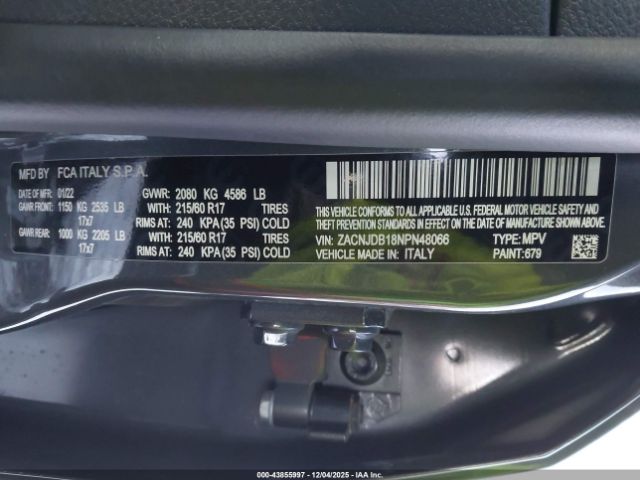 MFD BY FCA ITALY S.P.A.
01/22 GVWR: 2080 KG 4586 LB
GAWR FRONT: 1150 KG 2535 LB WITH: 215/60 R17 TIRES
17x7 RIMS AT: 240 KPA(35 PSI) COLD
GAWR REAR: 1000 KG 2205 LB WITH: 215/60 R17 TIRES
17x7 RIMS AT: 240 KPA(35 PSI) COLD
THIS VEHICLE CONFORMS TO ALL APPLICABLE U.S. FEDERAL MOTOR VEHICLE SAFETY
AND THEFT PREVENTION STANDARDS IN EFFECT ON THE DATE OF MANUFACTURE SHOWN ABOVE.
VIN: ZACNJDB18NPN48066 TYPE: MPV
VEHICLE MADE IN: ITALY PAINT:679
© 43855997 - 12/04/2025 - IAA INC.